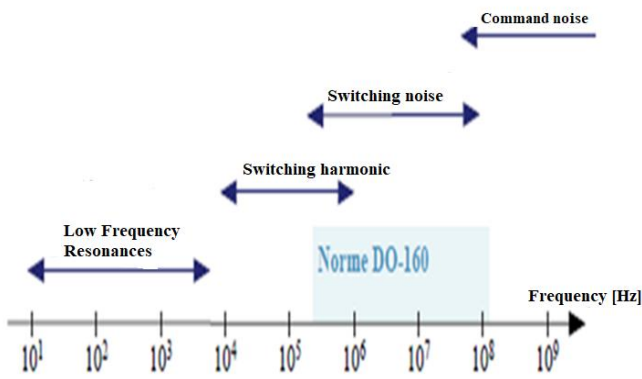 Command noise
Switching noise
Switching harmonic
Low Frequency
Resonances
Norme DO-160
Frequency [Hz]
10¹ 10² 10³ 10⁴ 10⁵ 10⁶ 10⁷ 10⁸ 10⁹